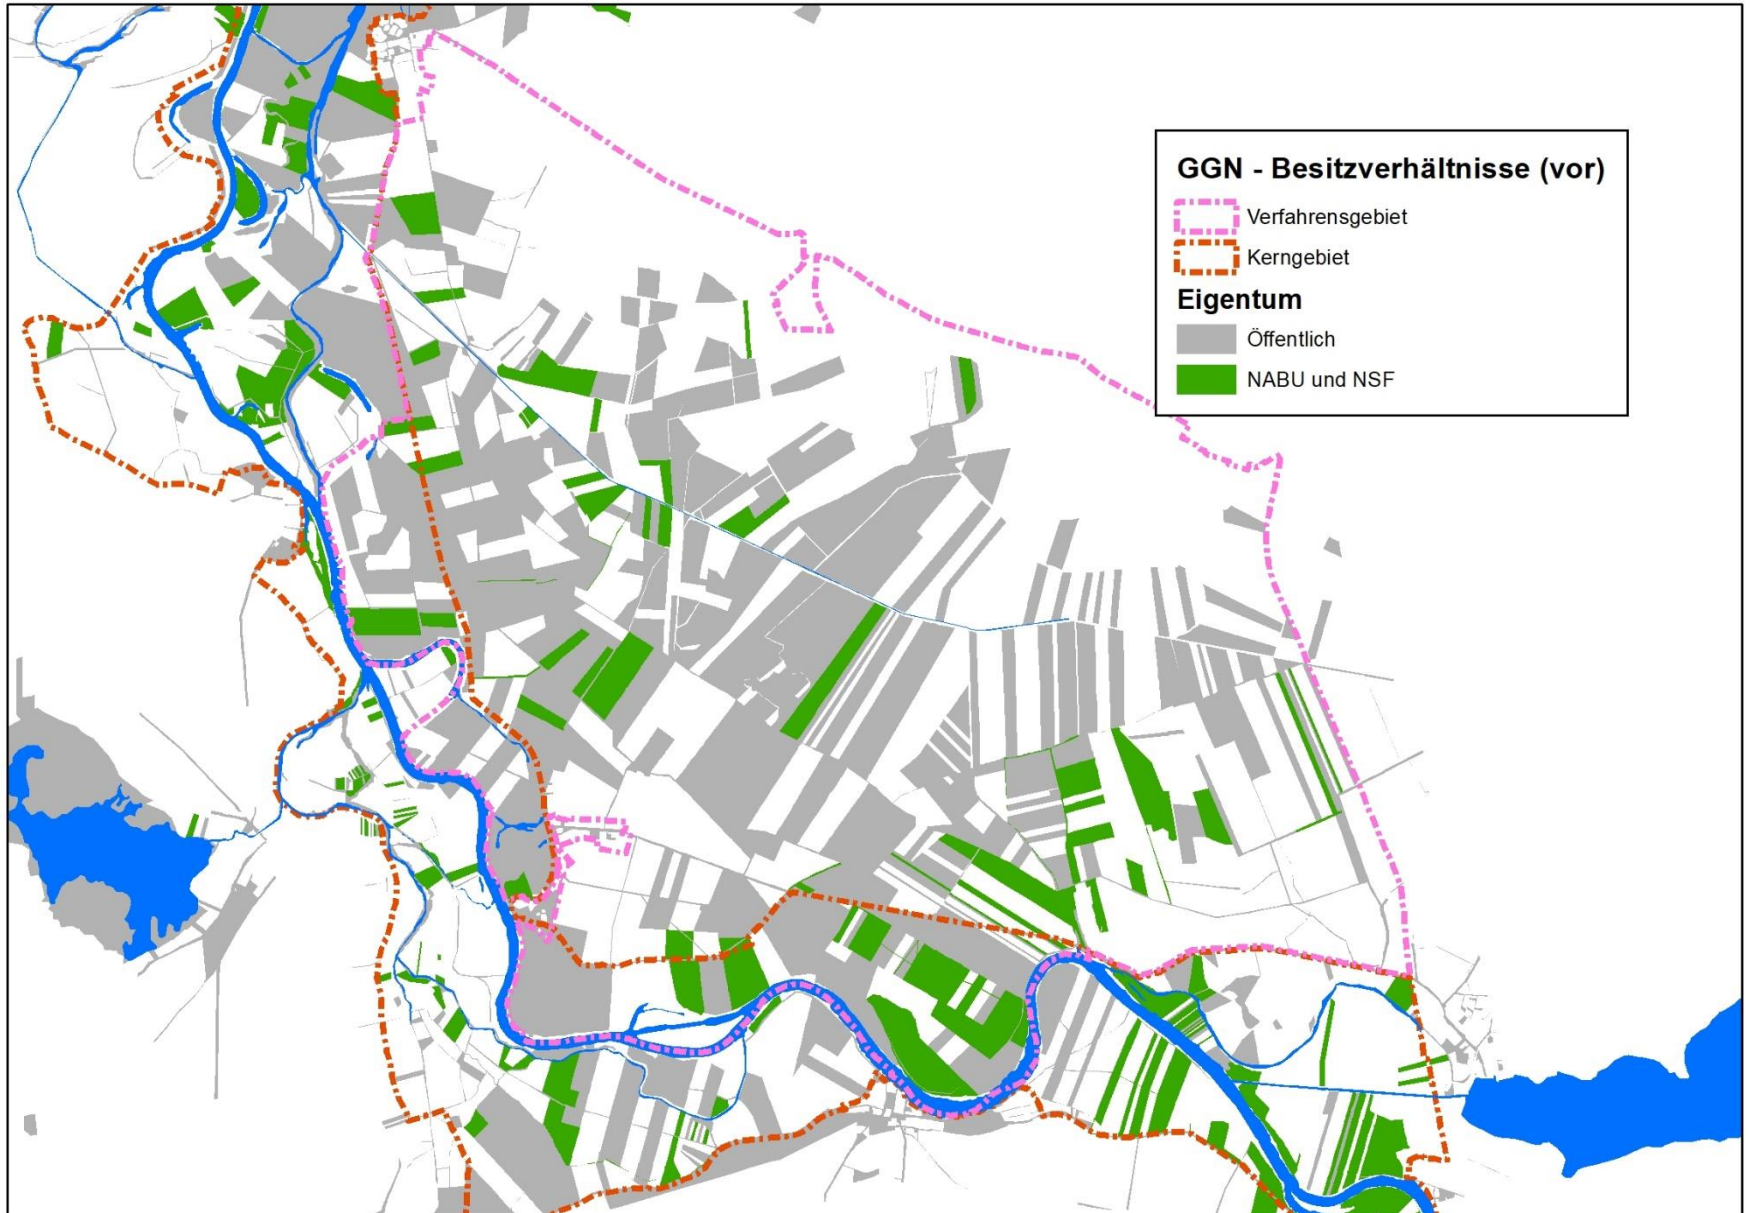 GGN - Besitzverhältnisse (vor)
Verfahrensgebiet
Kerngebiet
Eigentum
Öffentlich
NABU und NSF